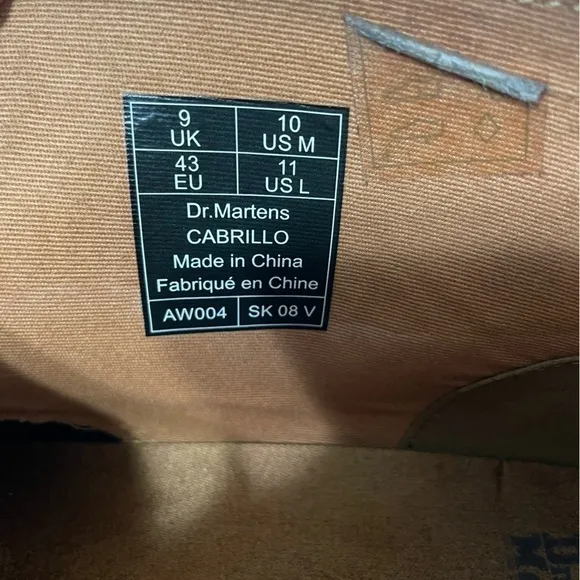 9 UK
10 US M
43 EU
11 US L
Dr.Martens
CABRILLO
Made in China
Fabriqué en Chine
AW004
SK 08 V